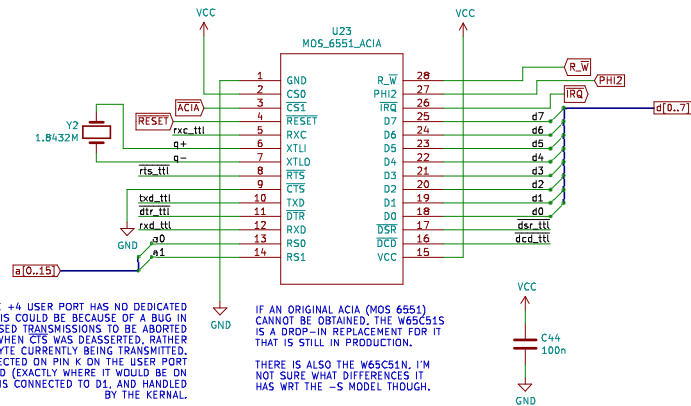 VCC
VCC
U23
MOS_6551_ACIA
1 GND
2 CS0
3 CS1
4 RESET
5 RXC
6 XTLI
7 XTLO
8 RTS
9 CTS
10 TXD
11 DTR
12 RXD
13 RS0
14 RS1
R_W 28
PHI2 27
IRQ 26
D7 25
D6 24
D5 23
D4 22
D3 21
D2 20
D1 19
D0 18
DSR 17
DCD 16
VCC 15
ACIA
RESET
rxc_ttl
Y2
1.8432M
q+
q-
rts_ttl
txd_ttl
dtr_ttl
rxd_ttl
GND
a0
a1
a[0..15]
R_W
PHI2
IRQ
d[0..7]
d7
d6
d5
d4
d3
d2
d1
d0
dsr_ttl
dcd_ttl
GND
+4 USER PORT HAS NO DEDICATED
IS COULD BE BECAUSE OF A BUG IN
SED TRANSMISSIONS TO BE ABORTED
WHEN CTS WAS DEASSERTED, RATHER
YTE CURRENTLY BEING TRANSMITTED.
ECTED ON PIN K ON THE USER PORT
D (EXACTLY WHERE IT WOULD BE ON
IS CONNECTED TO D1, AND HANDLED
BY THE KERNAL.
IF AN ORIGINAL ACIA (MOS 6551)
CANNOT BE OBTAINED, THE W65C51S
IS A DROP-IN REPLACEMENT FOR IT
THAT IS STILL IN PRODUCTION.
THERE IS ALSO THE W65C51N, I'M
NOT SURE WHAT DIFFERENCES IT
HAS WRT THE -S MODEL THOUGH.
VCC
C44
100n
GND